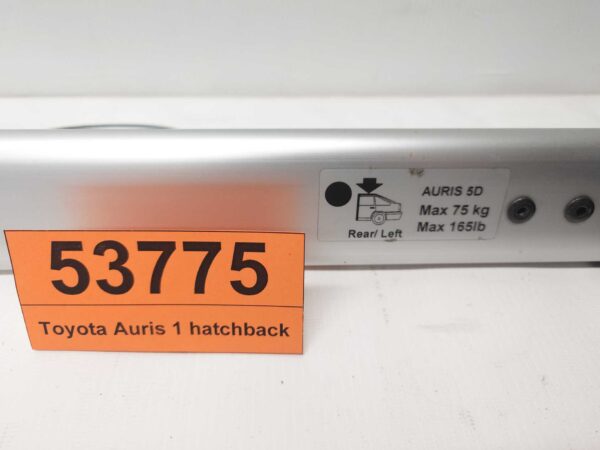 AURIS 5D
Max 75 kg
Max 165lb
Rear/ Left
53775
Toyota Auris 1 hatchback